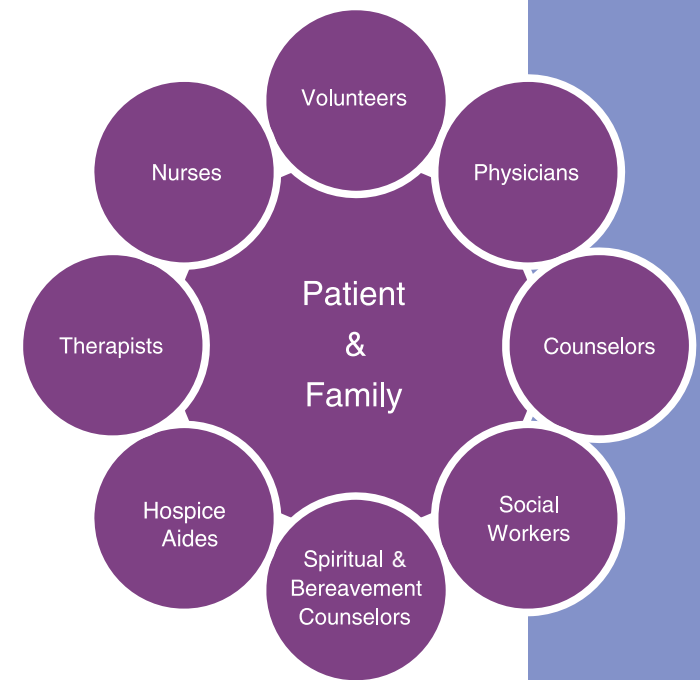 Volunteers
Nurses
Physicians
Patient
&
Family
Therapists
Counselors
Hospice
Aides
Social
Workers
Spiritual &
Bereavement
Counselors